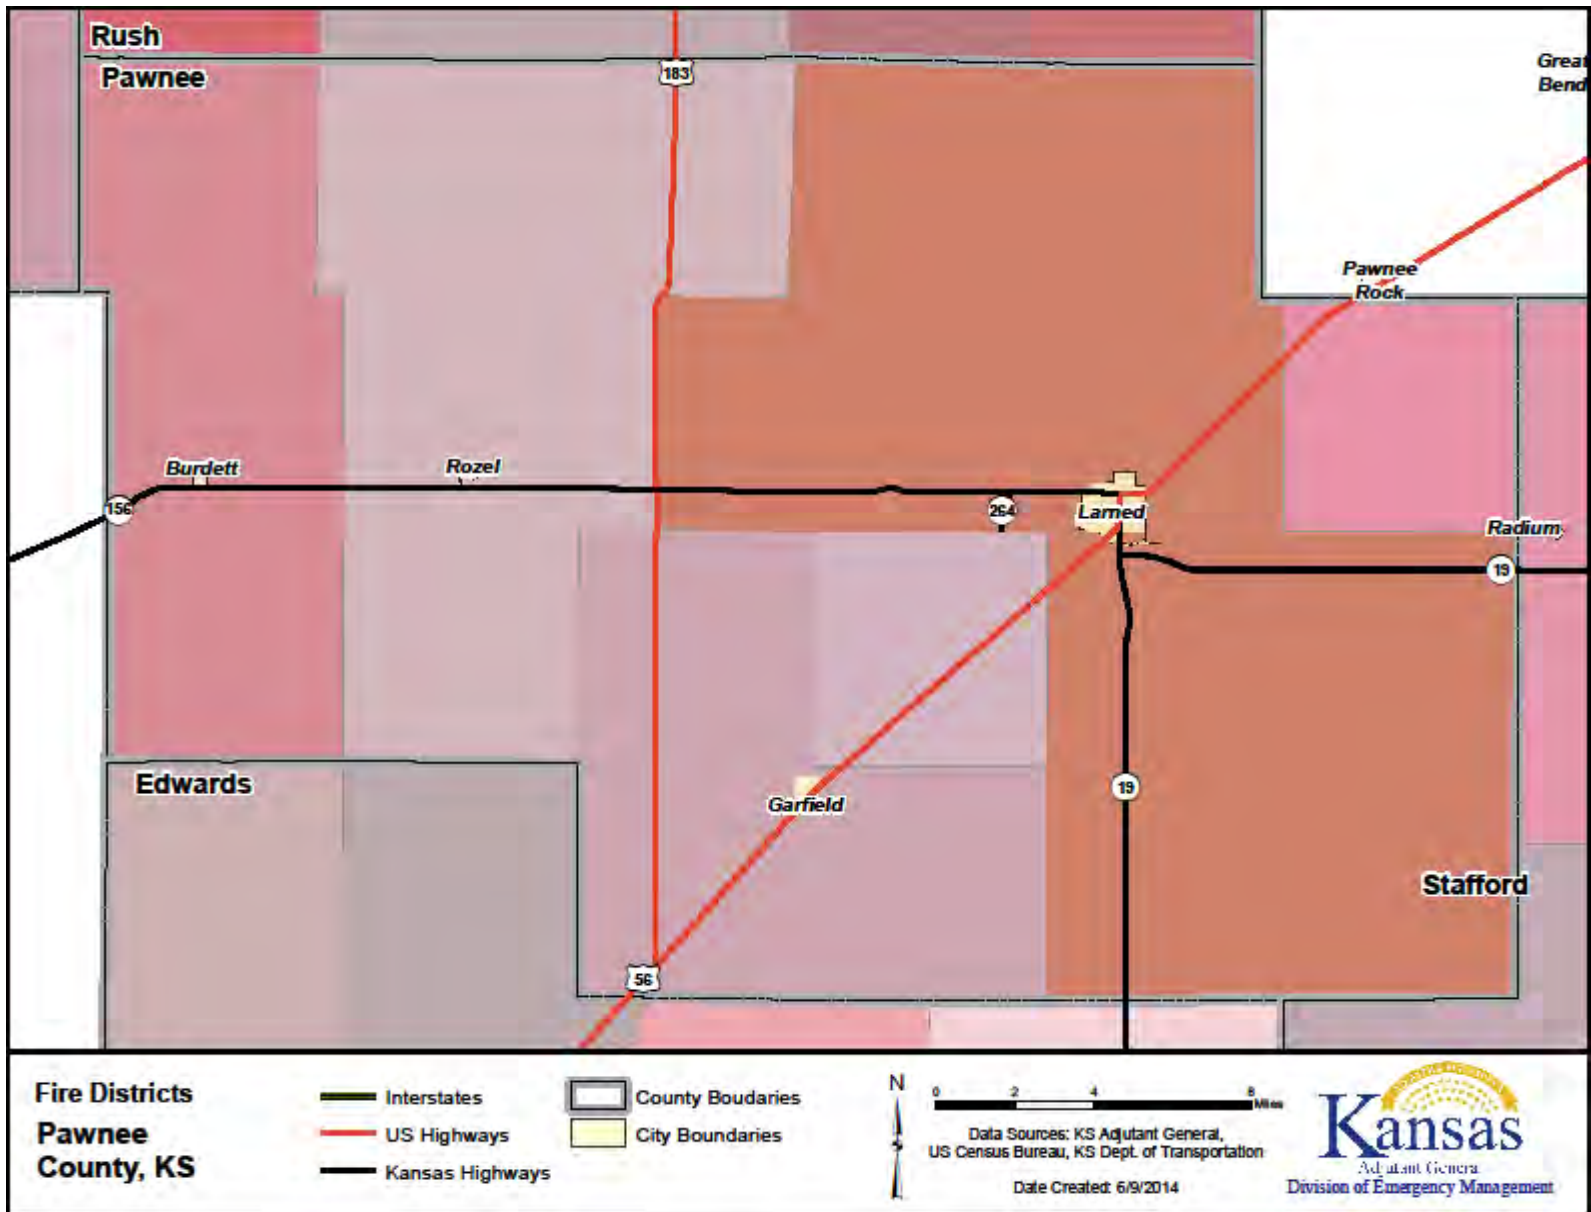 Rush
Pawnee
183
Great
Bend
Pawnee
Rock
Burdett
Rozel
156
264
Larned
Radium
19
Edwards
Garfield
19
Stafford
56
Fire Districts
Pawnee
County, KS
Interstates
US Highways
Kansas Highways
County Boudaries
City Boundaries
N
0 2 4 8
Miles
Data Sources: KS Adjutant General,
US Census Bureau, KS Dept. of Transportation
Date Created: 6/9/2014
Kansas
Adjutant General
Division of Emergency Management